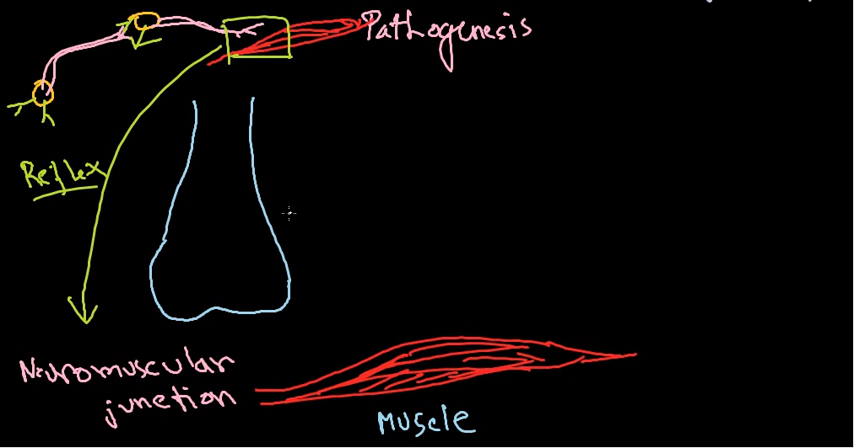 Pathogenesis
Reflex
Neuromuscular
junction
Muscle